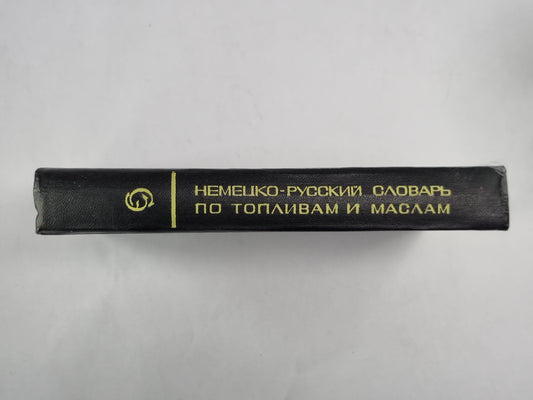 НЕМЕЦКО-РУССКИЙ СЛОВАРЬ
ПО ТОПЛИВАМ И МАСЛАМ